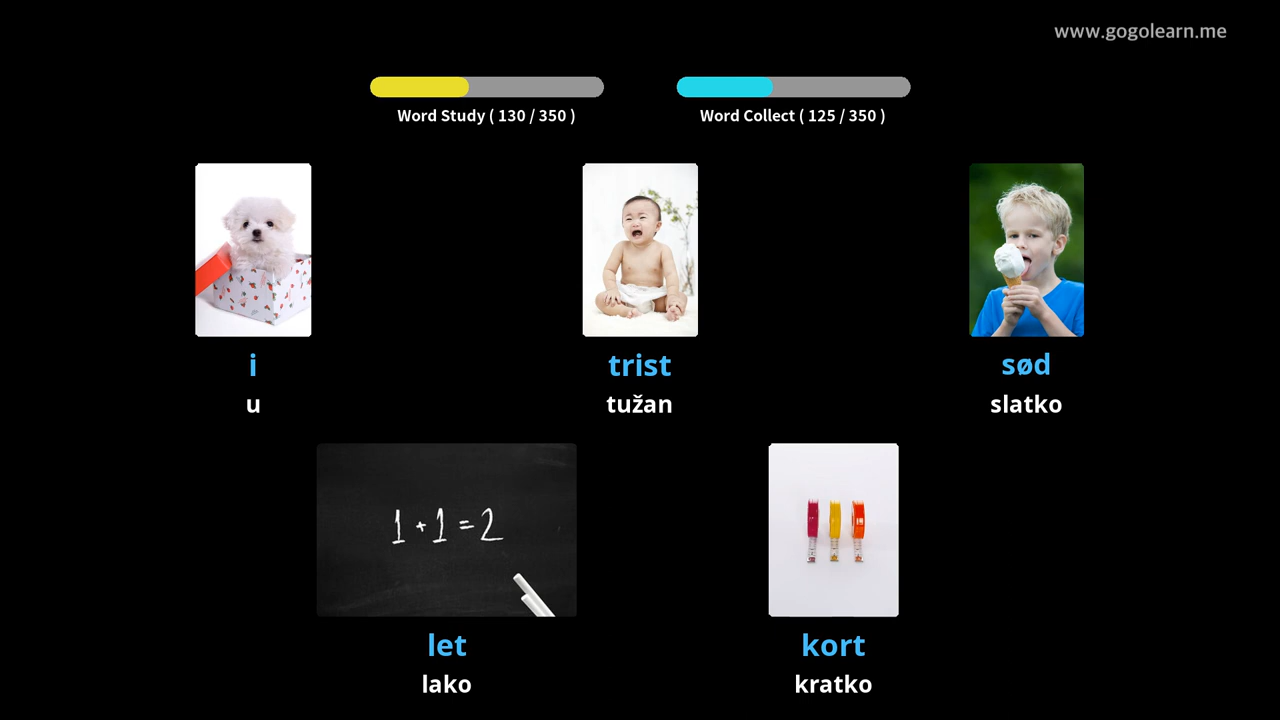 www.gogolearn.me
Word Study ( 130 / 350 )
Word Collect ( 125 / 350 )
i
trist
sød
u
tužan
slatko
1 + 1 = 2
let
kort
lako
kratko